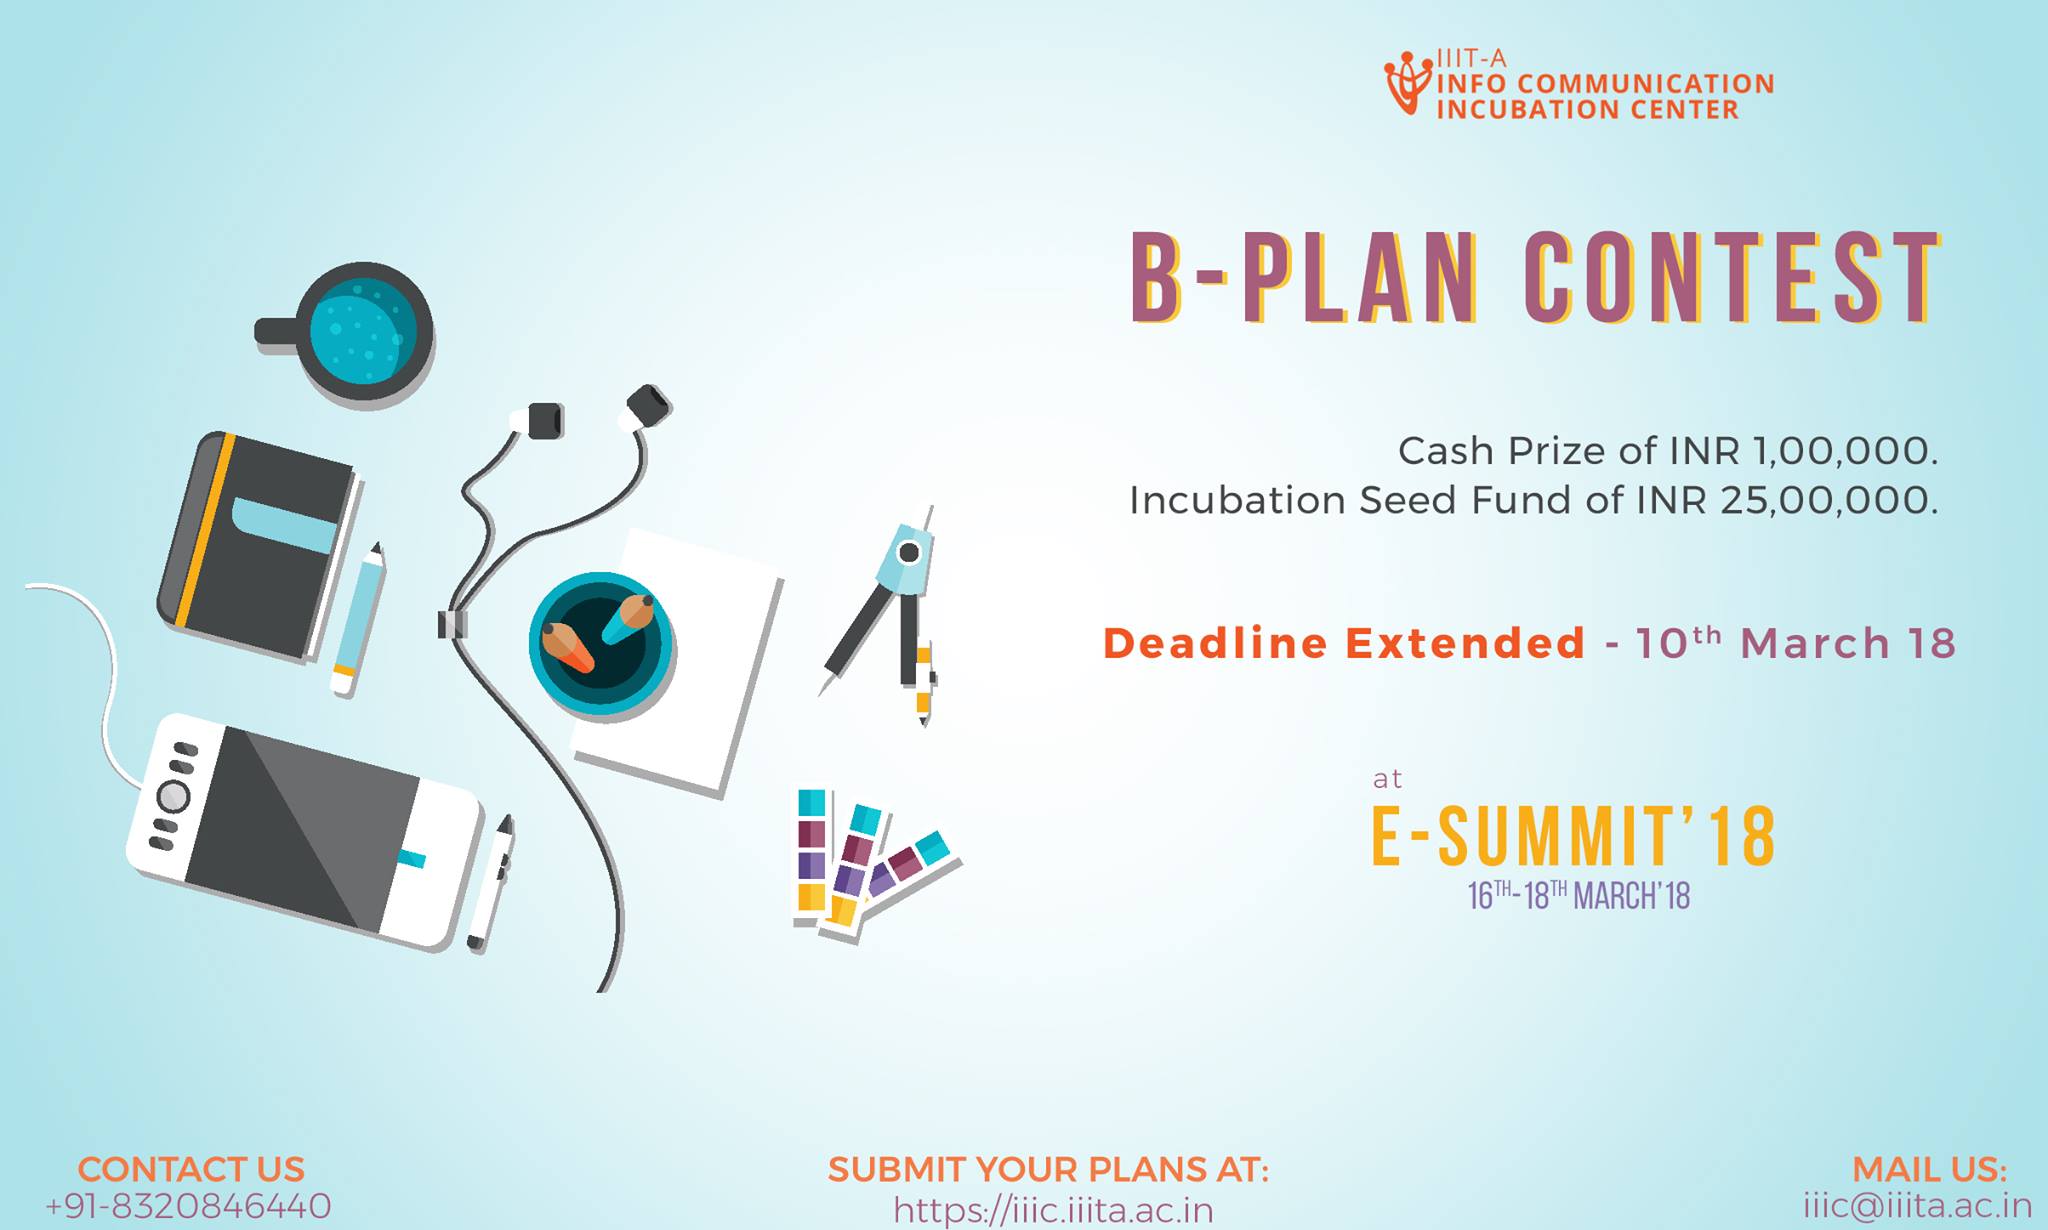 IIIT-A
INFO COMMUNICATION
INCUBATION CENTER
B-PLAN CONTEST
Cash Prize of INR 1,00,000.
Incubation Seed Fund of INR 25,00,000.
Deadline Extended - 10th March 18
at
E-SUMMIT’18
16TH-18TH MARCH’18
CONTACT US
+91-8320846440
SUBMIT YOUR PLANS AT:
https://iiic.iiita.ac.in
MAIL US:
iiic@iiita.ac.in